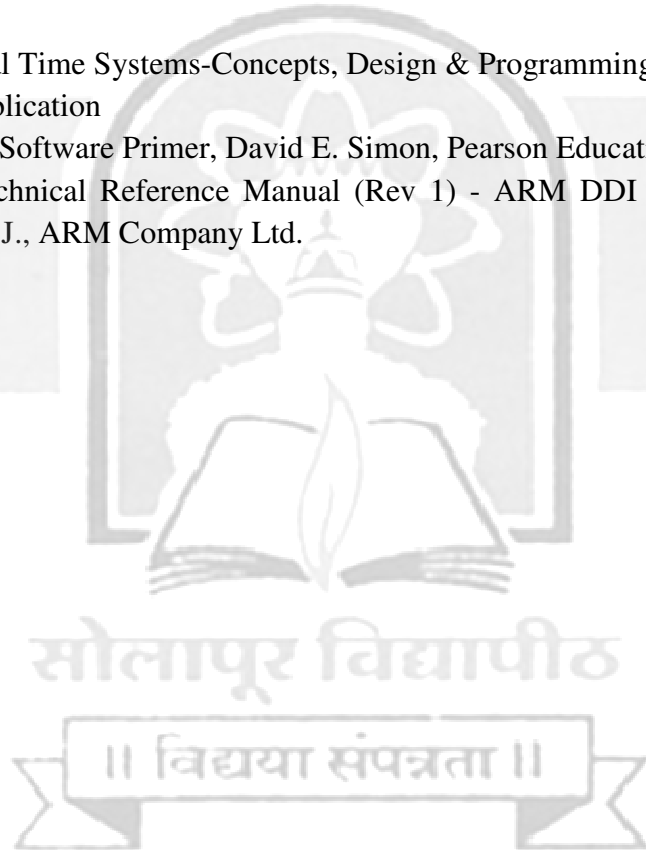 l Time Systems-Concepts, Design & Programming
plication
Software Primer, David E. Simon, Pearson Educati
chnical Reference Manual (Rev 1) - ARM DDI
J., ARM Company Ltd.
सोलापूर विद्यापीठ
॥ विद्यया संपन्नता ॥